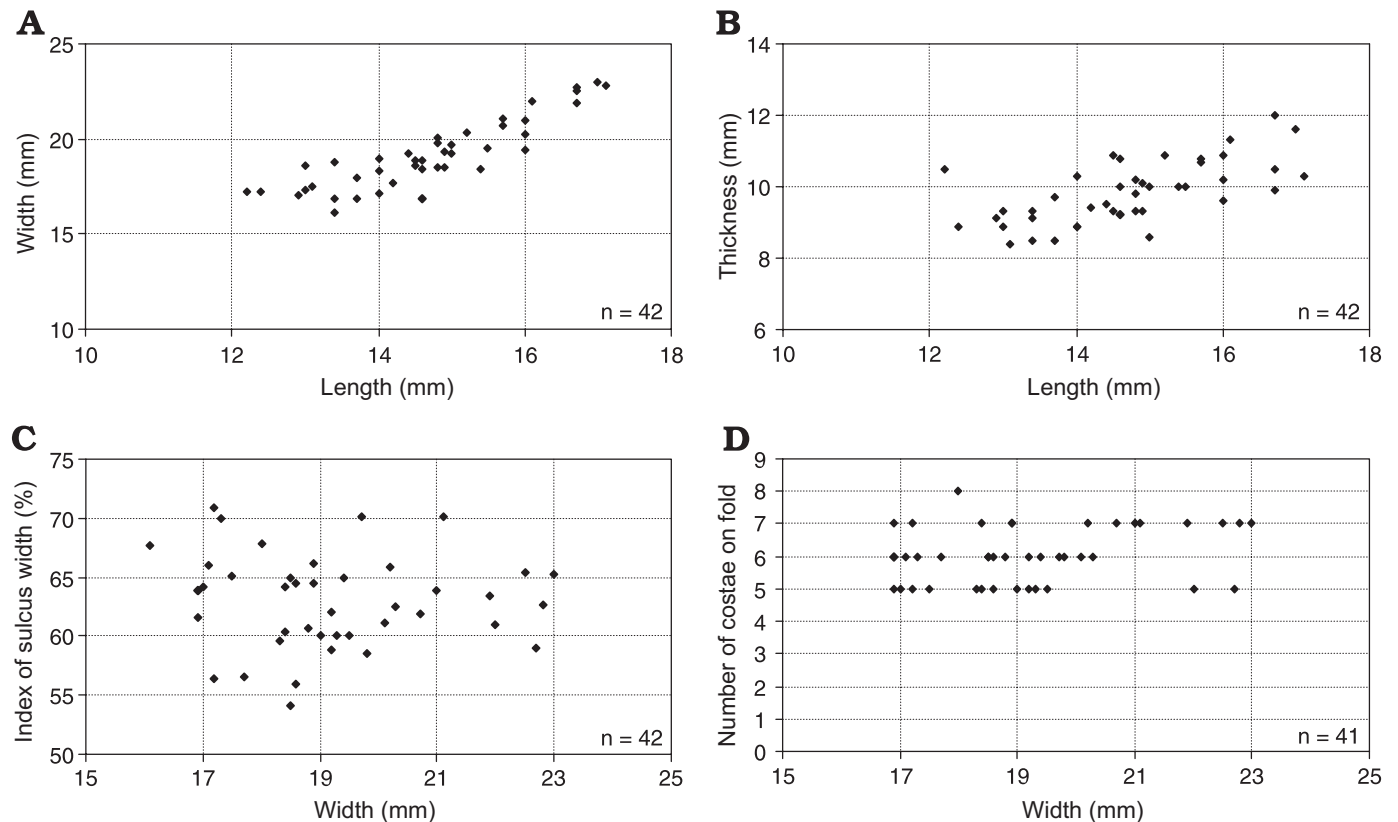 A
Width (mm)
25
20
15
10
10 12 14 16 18
Length (mm)
n = 42
B
Thickness (mm)
14
12
10
8
6
10 12 14 16 18
Length (mm)
n = 42
C
Index of sulcus width (%)
75
70
65
60
55
50
15 17 19 21 23 25
Width (mm)
n = 42
D
Number of costae on fold
9
8
7
6
5
4
3
2
1
0
15 17 19 21 23 25
Width (mm)
n = 41